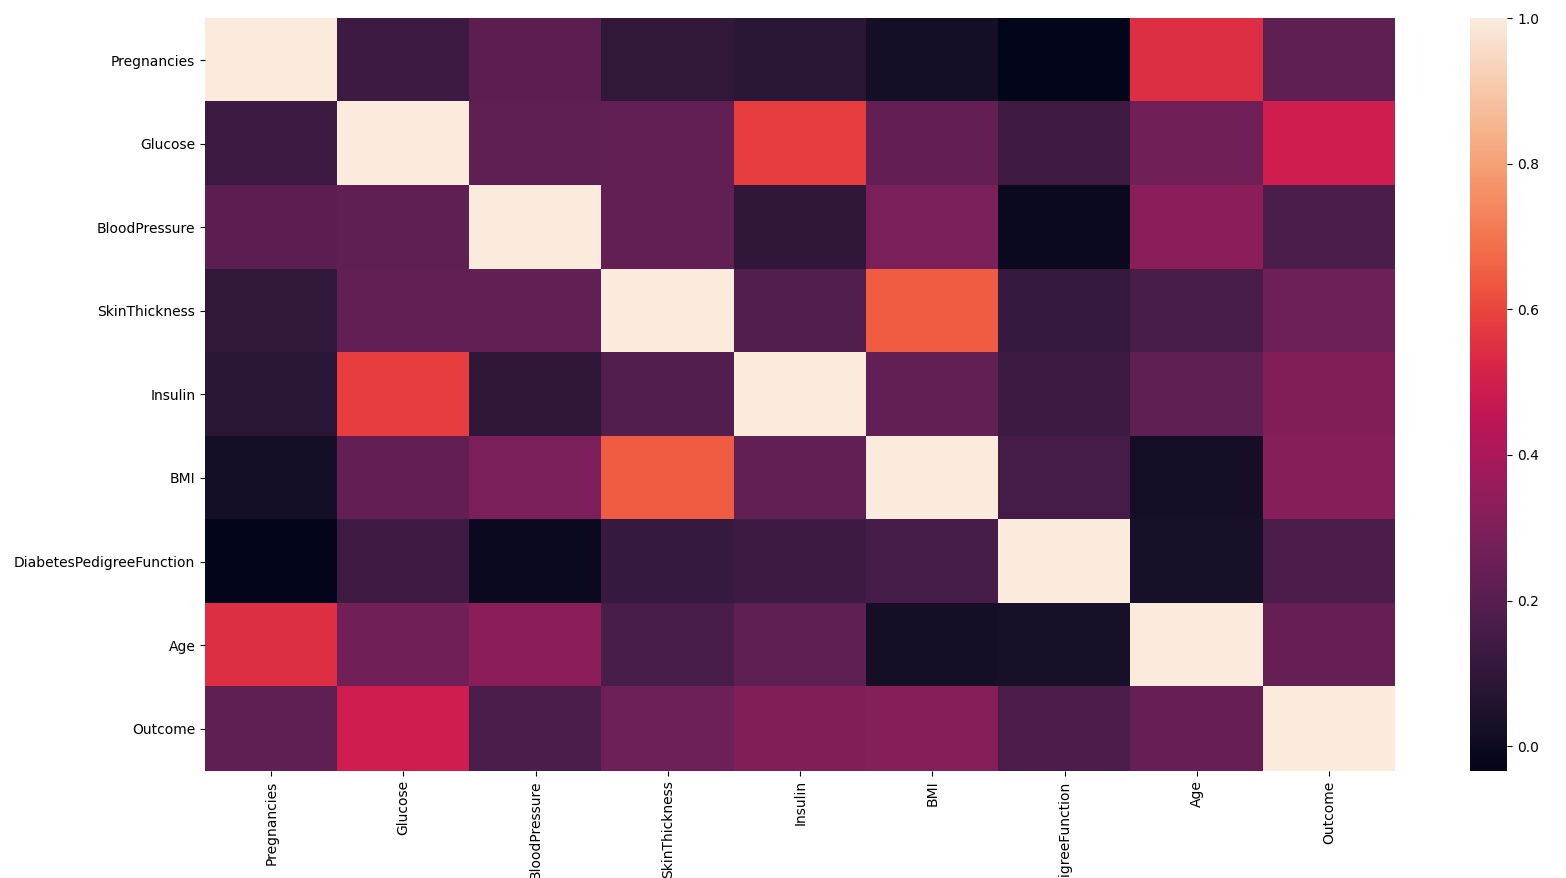 Pregnancies
Glucose
BloodPressure
SkinThickness
Insulin
BMI
DiabetesPedigreeFunction
Age
Outcome
Pregnancies
Glucose
BloodPressure
SkinThickness
Insulin
BMI
igreeFunction
Age
Outcome
1.0
0.8
0.6
0.4
0.2
0.0